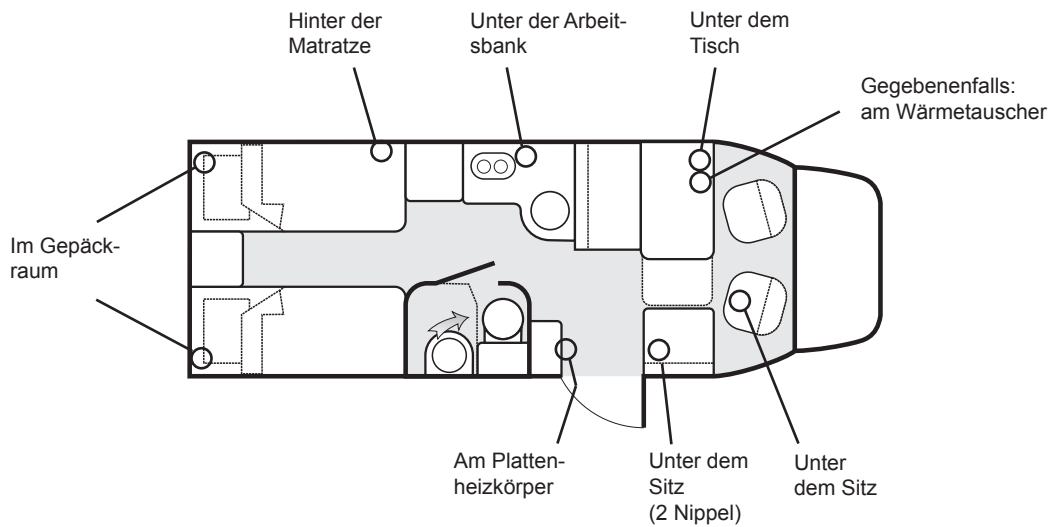 Hinter der
Matratze
Unter der Arbeit-
sbank
Unter dem
Tisch
Gegebenenfalls:
am Wärmetauscher
Im Gepäck-
raum
Am Platten-
heizkörper
Unter dem
Sitz
(2 Nippel)
Unter
dem Sitz